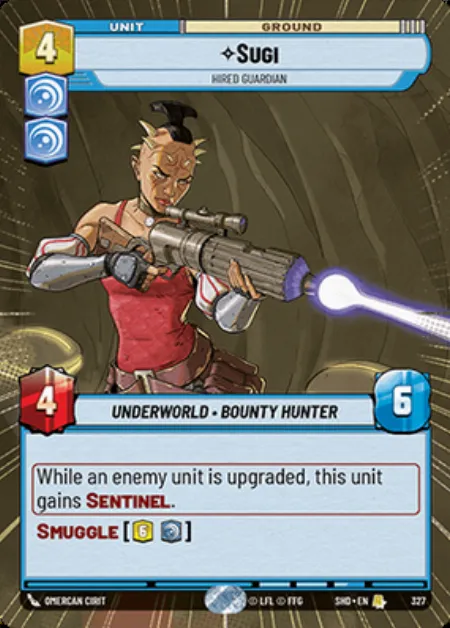 UNIT
GROUND
4
SUGI
HIRED GUARDIAN
4
UNDERWORLD • BOUNTY HUNTER
6
While an enemy unit is upgraded, this unit
gains SENTINEL.
SMUGGLE [6]
OMERCAN CIRIT
© LFL © FFG
SHD • EN
327